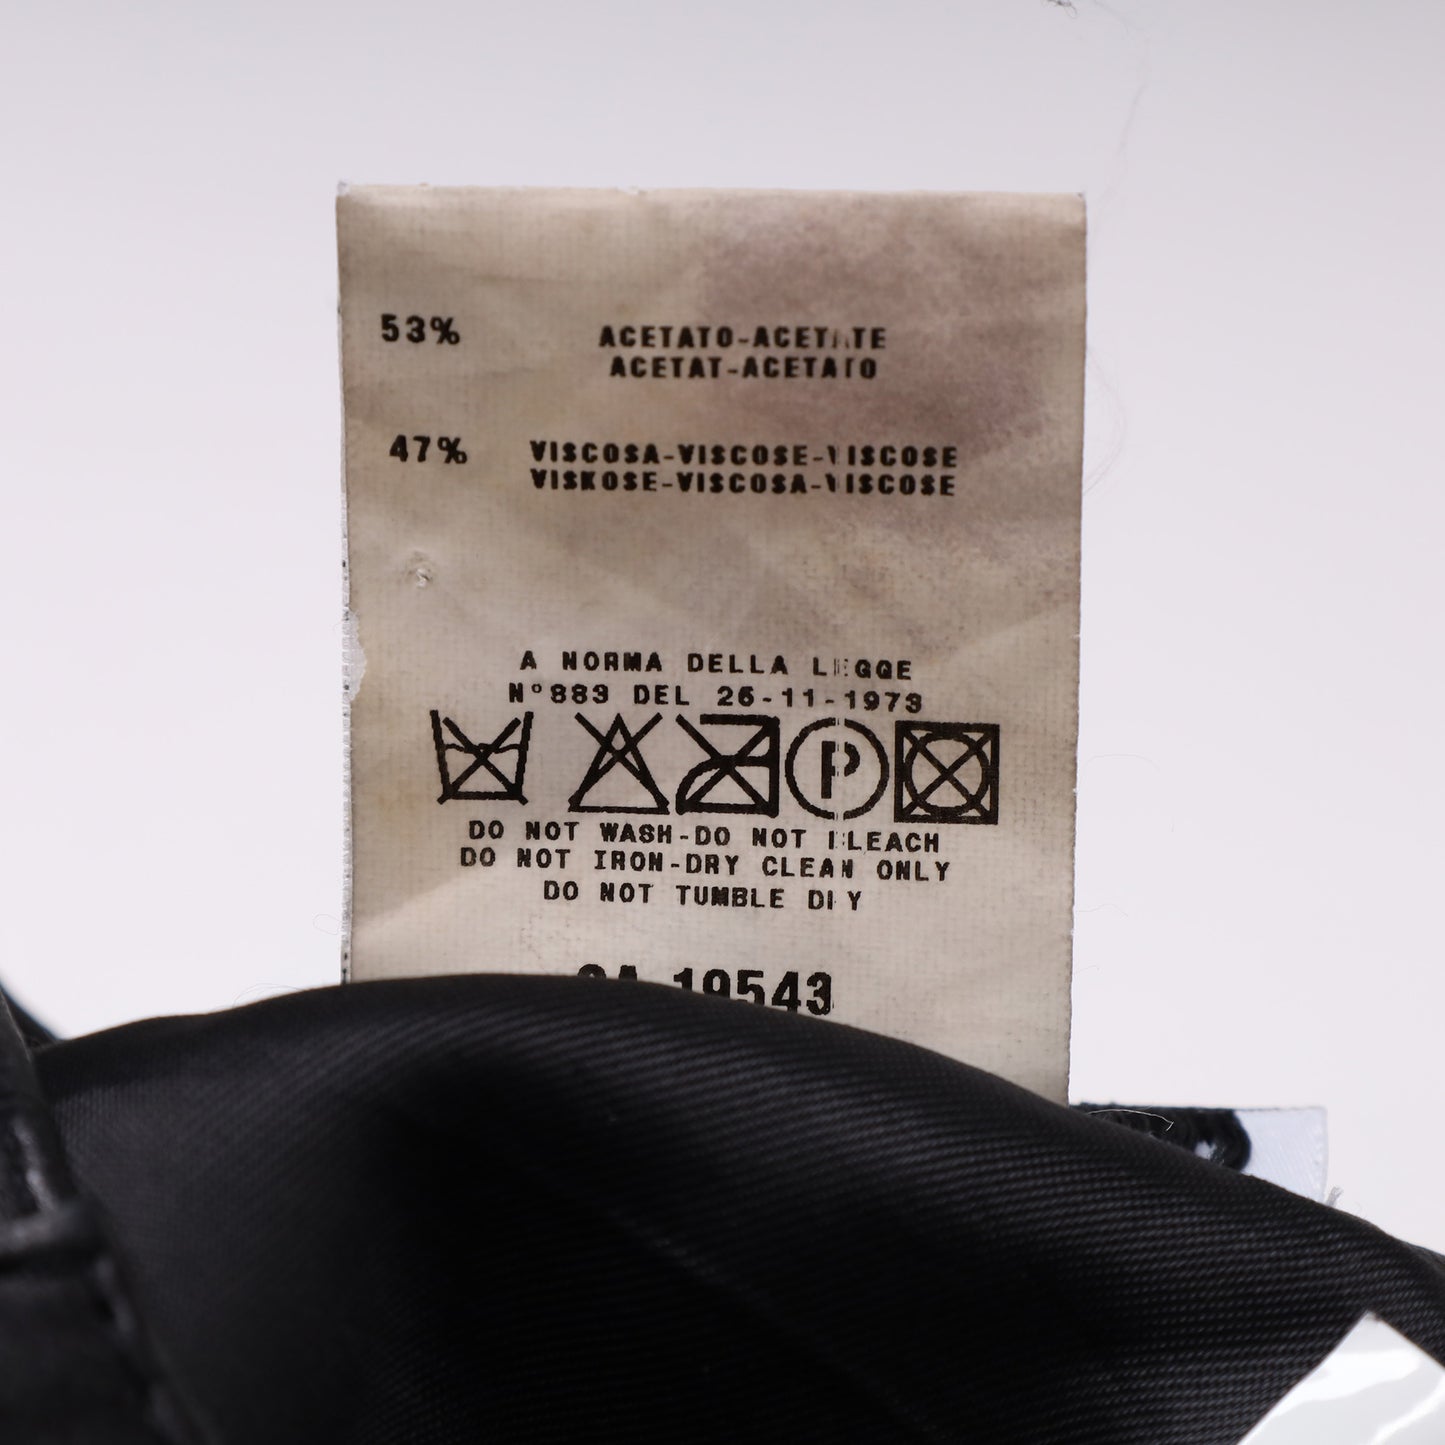 53% ACETATO-ACETATE
ACETAT-ACETATO
47% VISCOSA-VISCOSE-VISCOSE
VISKOSE-VISCOSA-VISCOSE
A NORMA DELLA LEGGE
N°883 DEL 26-11-1973
P
DO NOT WASH-DO NOT BLEACH
DO NOT IRON-DRY CLEAN ONLY
DO NOT TUMBLE DRY
19543